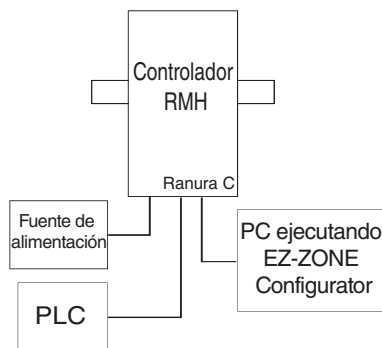 Controlador
RMH
Ranura C
Fuente de
alimentación
PLC
PC ejecutando
EZ-ZONE
Configurator